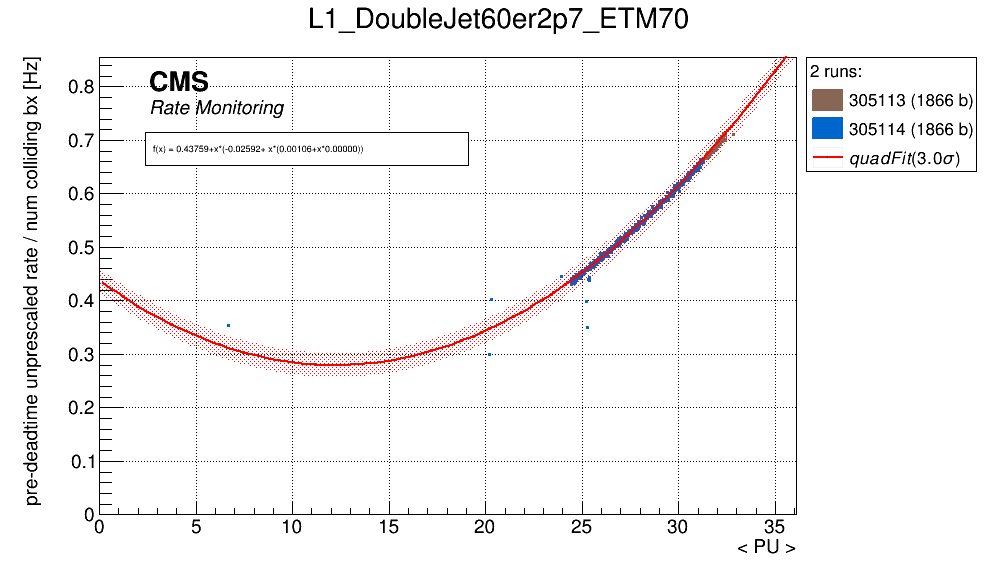 L1_DoubleJet60er2p7_ETM70
pre-deadtime unprescaled rate / num colliding bx [Hz]
CMS
Rate Monitoring
f(x) = 0.43759+x*(-0.02592+ x*(0.00106+x*0.00000))
0.8
0.7
0.6
0.5
0.4
0.3
0.2
0.1
0
0 5 10 15 20 25 30 35
< PU >
2 runs:
305113 (1866 b)
305114 (1866 b)
quadFit(3.0σ)